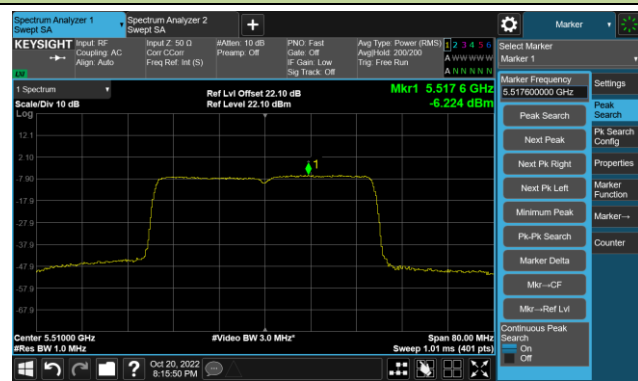 Spectrum Analyzer 1
Swept SA
Spectrum Analyzer 2
Swept SA
+
Marker
KEYSIGHT
Input: RF
Coupling: AC
Align: Auto
Input Z: 50 Ω
Corr CCorr
Freq Ref: Int (S)
#Atten: 10 dB
Preamp: Off
PNO: Fast
Gate: Off
IF Gain: Low
Sig Track: Off
Avg Type: Power (RMS)
Avg|Hold: 200/200
Trig: Free Run
1 2 3 4 5 6
A W W W W W
A N N N N N
Select Marker
Marker 1
1 Spectrum
Scale/Div 10 dB
Log
Ref Lvl Offset 22.10 dB
Ref Level 22.10 dBm
Mkr1 5.517 6 GHz
-6.224 dBm
12.1
2.10
-7.90
-17.9
-27.9
-37.9
-47.9
-57.9
-67.9
1
Center 5.51000 GHz
#Res BW 1.0 MHz
#Video BW 3.0 MHz*
Span 80.00 MHz
Sweep 1.01 ms (401 pts)
Marker Frequency
5.517600000 GHz
Peak Search
Next Peak
Next Pk Right
Next Pk Left
Minimum Peak
Pk-Pk Search
Marker Delta
Mkr→CF
Mkr→Ref Lvl
Continuous Peak
Search
On
Off
Settings
Peak
Search
Pk Search
Config
Properties
Marker
Function
Marker→
Counter
?
Oct 20, 2022
8:15:50 PM